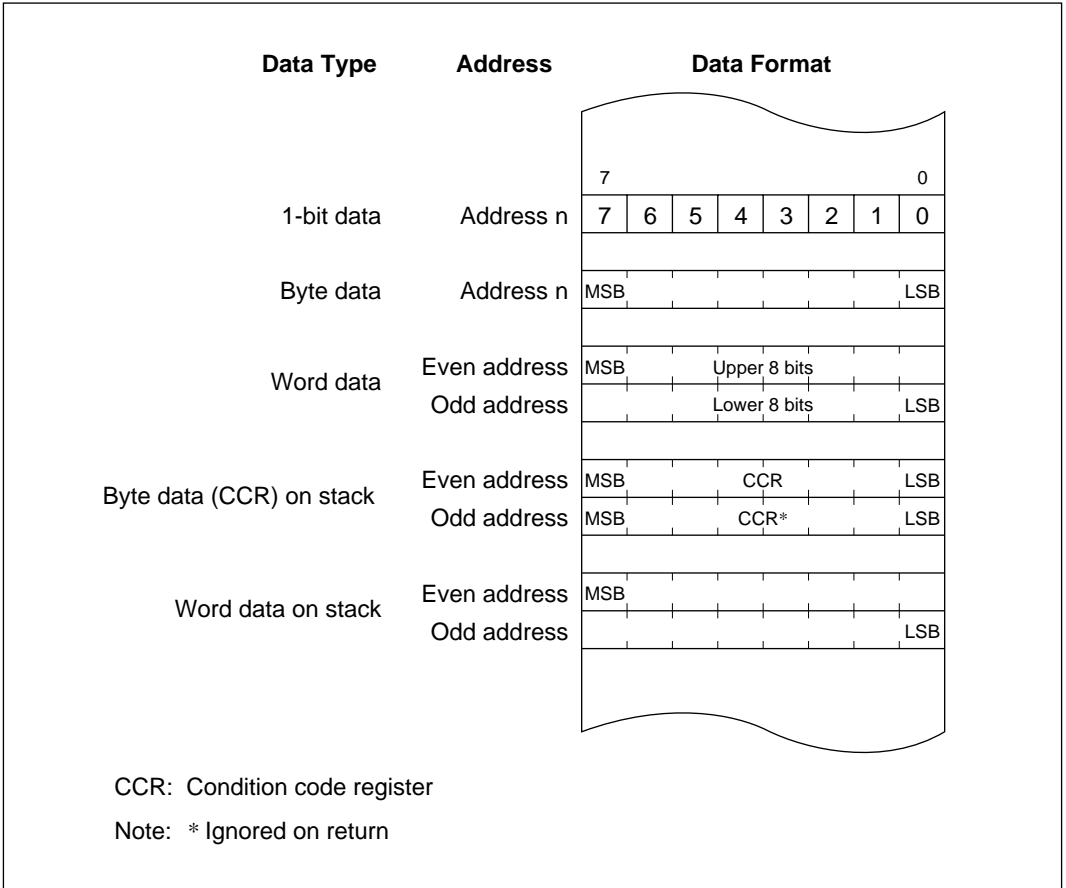 Data Type Address Data Format
7 0
1-bit data Address n 7 6 5 4 3 2 1 0
Byte data Address n MSB LSB
Word data
Even address MSB Upper 8 bits
Odd address Lower 8 bits LSB
Byte data (CCR) on stack
Even address MSB CCR LSB
Odd address MSB CCR* LSB
Word data on stack
Even address MSB
Odd address LSB
CCR: Condition code register
Note: * Ignored on return